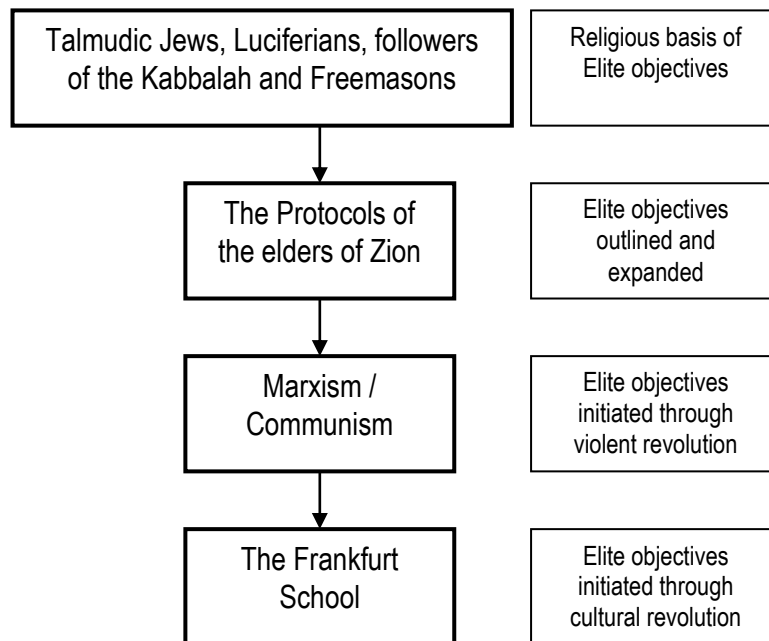 Talmudic Jews, Luciferians, followers
of the Kabbalah and Freemasons
Religious basis of
Elite objectives
The Protocols of
the elders of Zion
Elite objectives
outlined and
expanded
Marxism /
Communism
Elite objectives
initiated through
violent revolution
The Frankfurt
School
Elite objectives
initiated through
cultural revolution